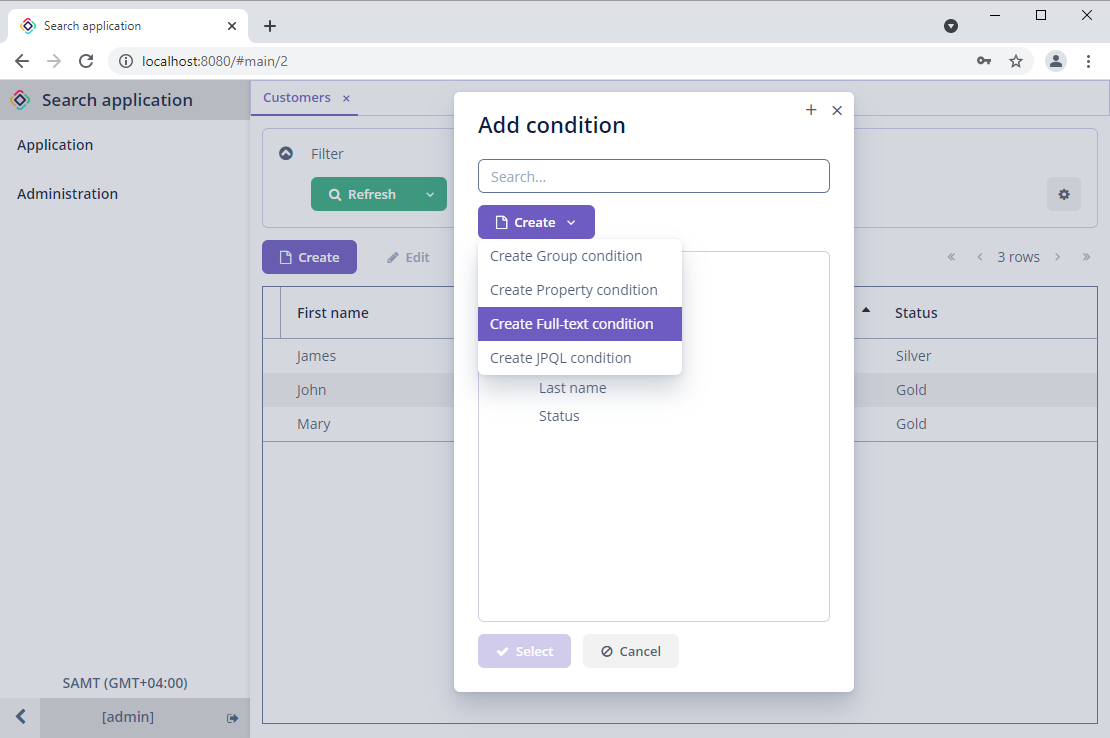 Search application
localhost:8080/#main/2
Search application
Application
Administration
SAMT (GMT+04:00)
[admin]
Customers
Filter
Refresh
Create
Edit
3 rows
First name
Status
James
Silver
John
Gold
Mary
Gold
Add condition
Search...
Create
Create Group condition
Create Property condition
Create Full-text condition
Create JPQL condition
Last name
Status
Select
Cancel